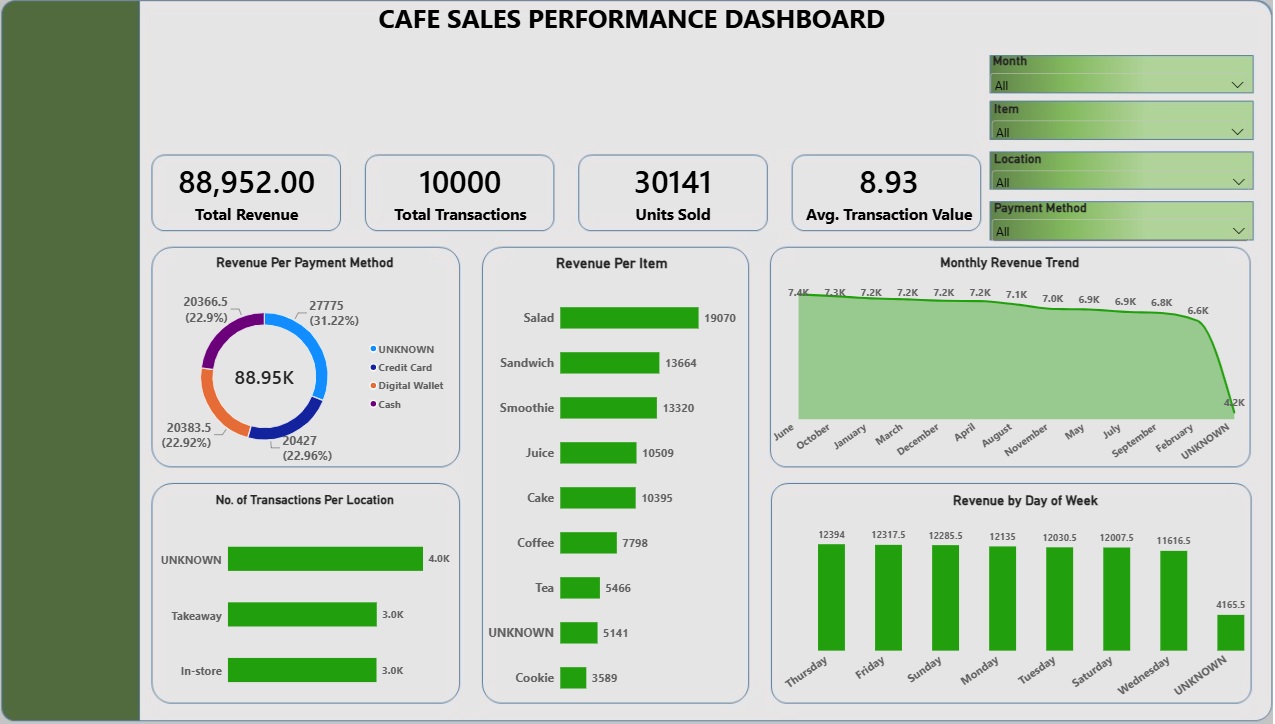 CAFE SALES PERFORMANCE DASHBOARD
Month
All
Item
All
Location
All
Payment Method
All
88,952.00
Total Revenue
10000
Total Transactions
30141
Units Sold
8.93
Avg. Transaction Value
Revenue Per Payment Method
20366.5
(22.9%)
27775
(31.22%)
88.95K
20383.5
(22.92%)
20427
(22.96%)
UNKNOWN
Credit Card
Digital Wallet
Cash
No. of Transactions Per Location
UNKNOWN 4.0K
Takeaway 3.0K
In-store 3.0K
Revenue Per Item
Salad 19070
Sandwich 13664
Smoothie 13320
Juice 10509
Cake 10395
Coffee 7798
Tea 5466
UNKNOWN 5141
Cookie 3589
Monthly Revenue Trend
7.4K 7.3K 7.2K 7.2K 7.2K 7.2K 7.1K 7.0K 6.9K 6.9K 6.8K 6.6K 4.2K
June October January March December April August November May July September February UNKNOWN
Revenue by Day of Week
12394 12317.5 12285.5 12135 12030.5 12007.5 11616.5 4165.5
Thursday Friday Sunday Monday Tuesday Saturday Wednesday UNKNOWN